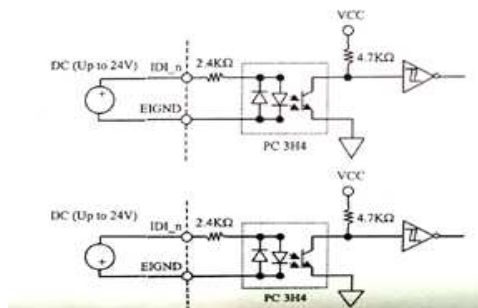 VCC
DC (Up to 24V)
IDI_n
2.4KΩ
4.7KΩ
EIGND
PC 3H4
VCC
DC (Up to 24V)
IDI_n
2.4KΩ
4.7KΩ
EIGND
PC 3H4